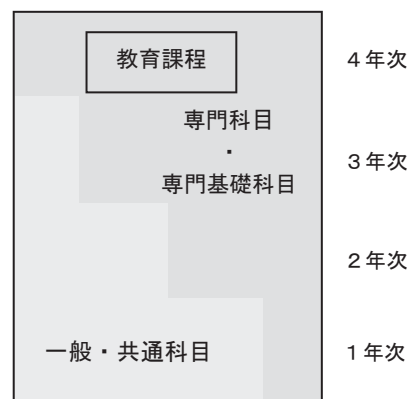 教育課程
4年次
専門科目
・
専門基礎科目
3年次
2年次
一般・共通科目
1年次